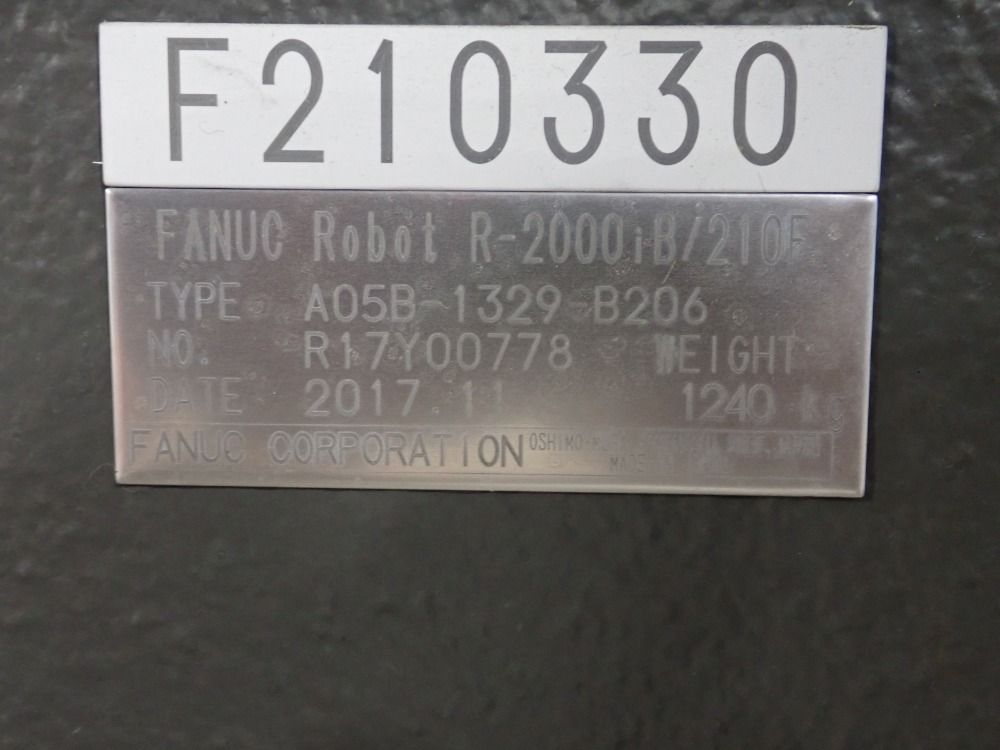 F210330
FANUC Robot R-2000iB/210F
TYPE A05B-1329-B206
NO. R17Y00778 WEIGHT
DATE 2017.11 1240 kg
FANUC CORPORATION
MADE